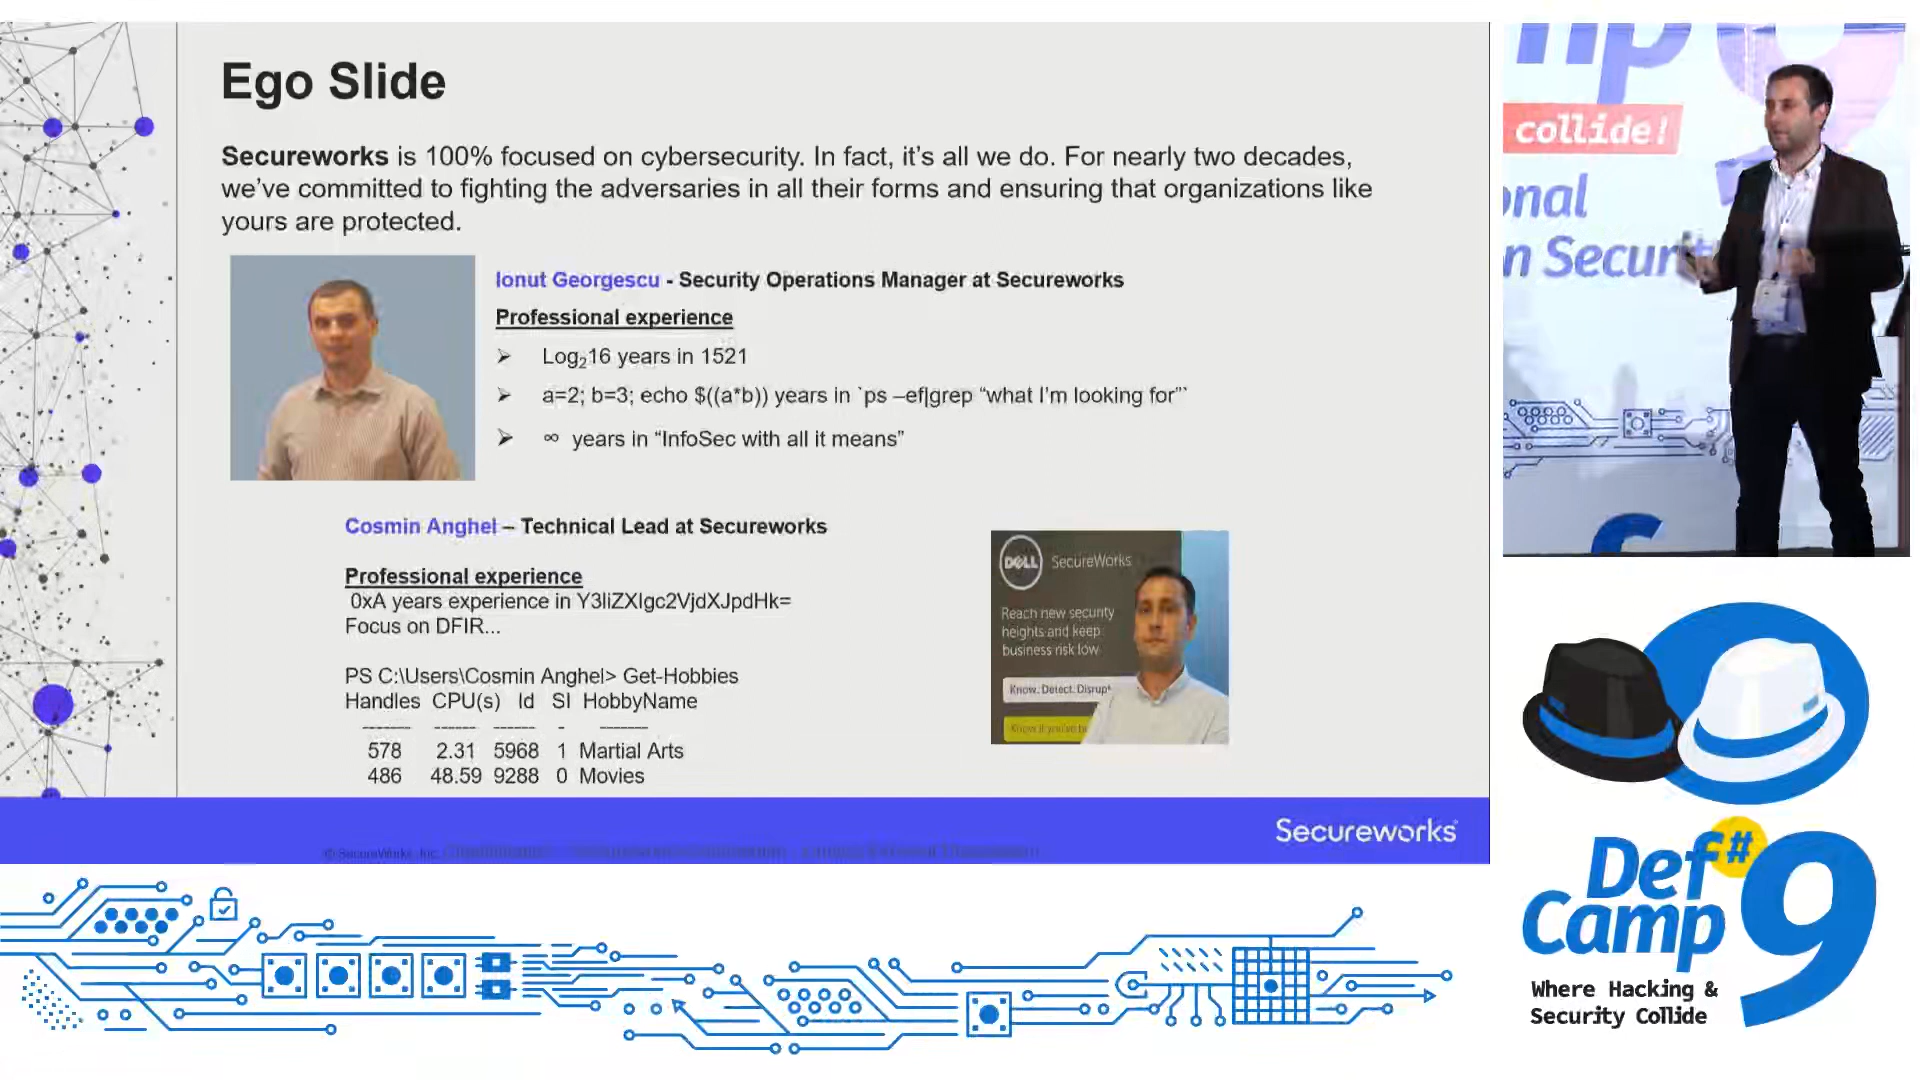 Ego Slide
Secureworks is 100% focused on cybersecurity. In fact, it's all we do. For nearly two decades,
we've committed to fighting the adversaries in all their forms and ensuring that organizations like
yours are protected.
Ionut Georgescu - Security Operations Manager at Secureworks
Professional experience
➢ Log₂16 years in 1521
➢ a=2; b=3; echo $((a*b)) years in `ps –ef|grep “what I'm looking for”`
➢ ∞ years in “InfoSec with all it means”
Cosmin Anghel – Technical Lead at Secureworks
Professional experience
0xA years experience in Y3liZXIgc2VjdXJpdHk=
Focus on DFIR...
PS C:\Users\Cosmin Anghel> Get-Hobbies
Handles CPU(s) Id SI HobbyName
------- ------ ------ - -------
578 2.31 5968 1 Martial Arts
486 48.59 9288 0 Movies
DELL SecureWorks
Reach new security
heights and keep
business risk low
Know. Detect. Disrupt
Secureworks
© SecureWorks, Inc.
mp
collide!
onal
n Securit
Def
Camp
#9
Where Hacking &
Security Collide